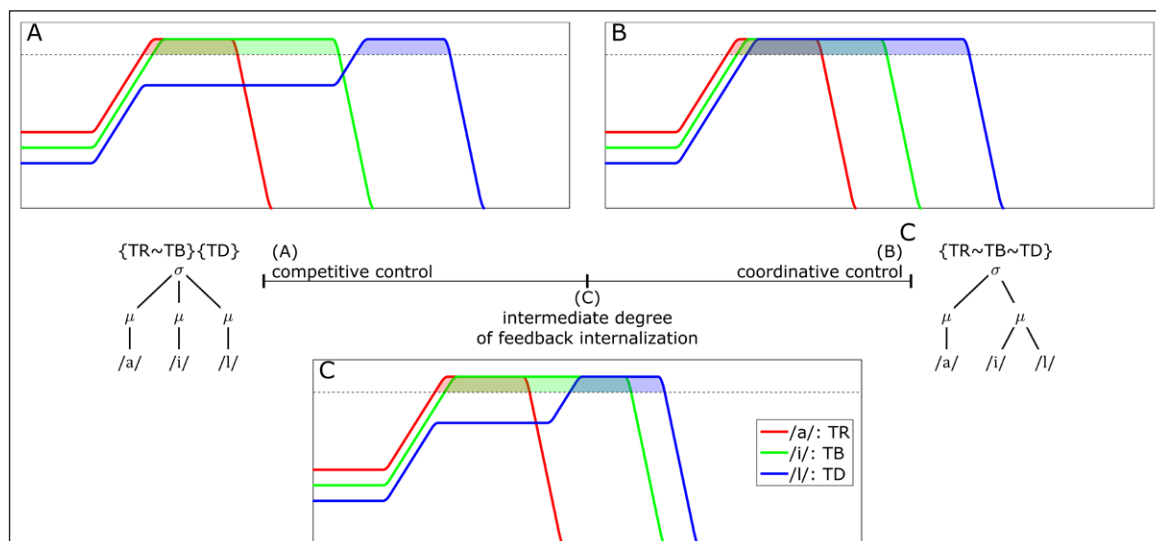 A
B
C
{TR~TB}{TD}
σ
μ μ μ
/a/ /i/ /l/
(A)
competitive control
(B)
coordinative control
(C)
intermediate degree
of feedback internalization
{TR~TB~TD}
σ
μ μ
/a/ /i/ /l/
C
/a/: TR
/i/: TB
/l/: TD